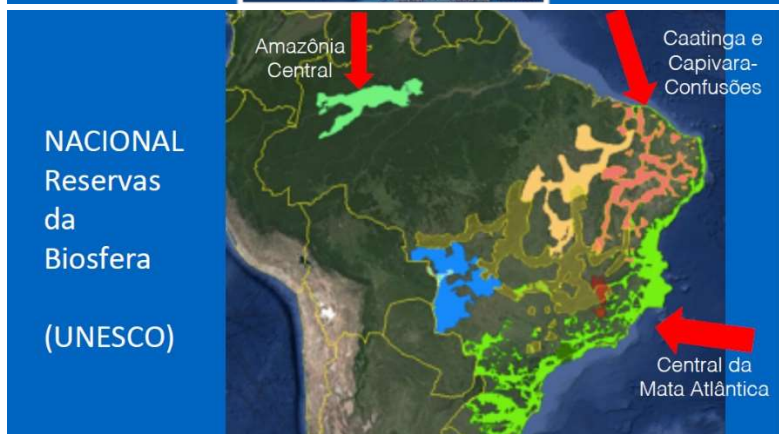 NACIONAL
Reservas
da
Biosfera
(UNESCO)
Amazônia
Central
Caatinga e
Capivara-
Confusões
Central da
Mata Atlântica